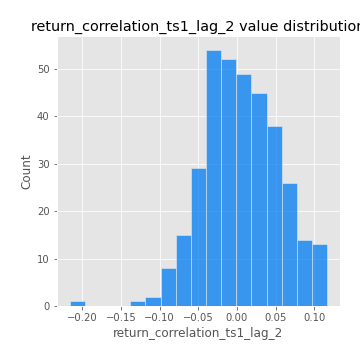 return_correlation_ts1_lag_2 value distribution
50
40
30
20
10
0
Count
−0.20 −0.15 −0.10 −0.05 0.00 0.05 0.10
return_correlation_ts1_lag_2